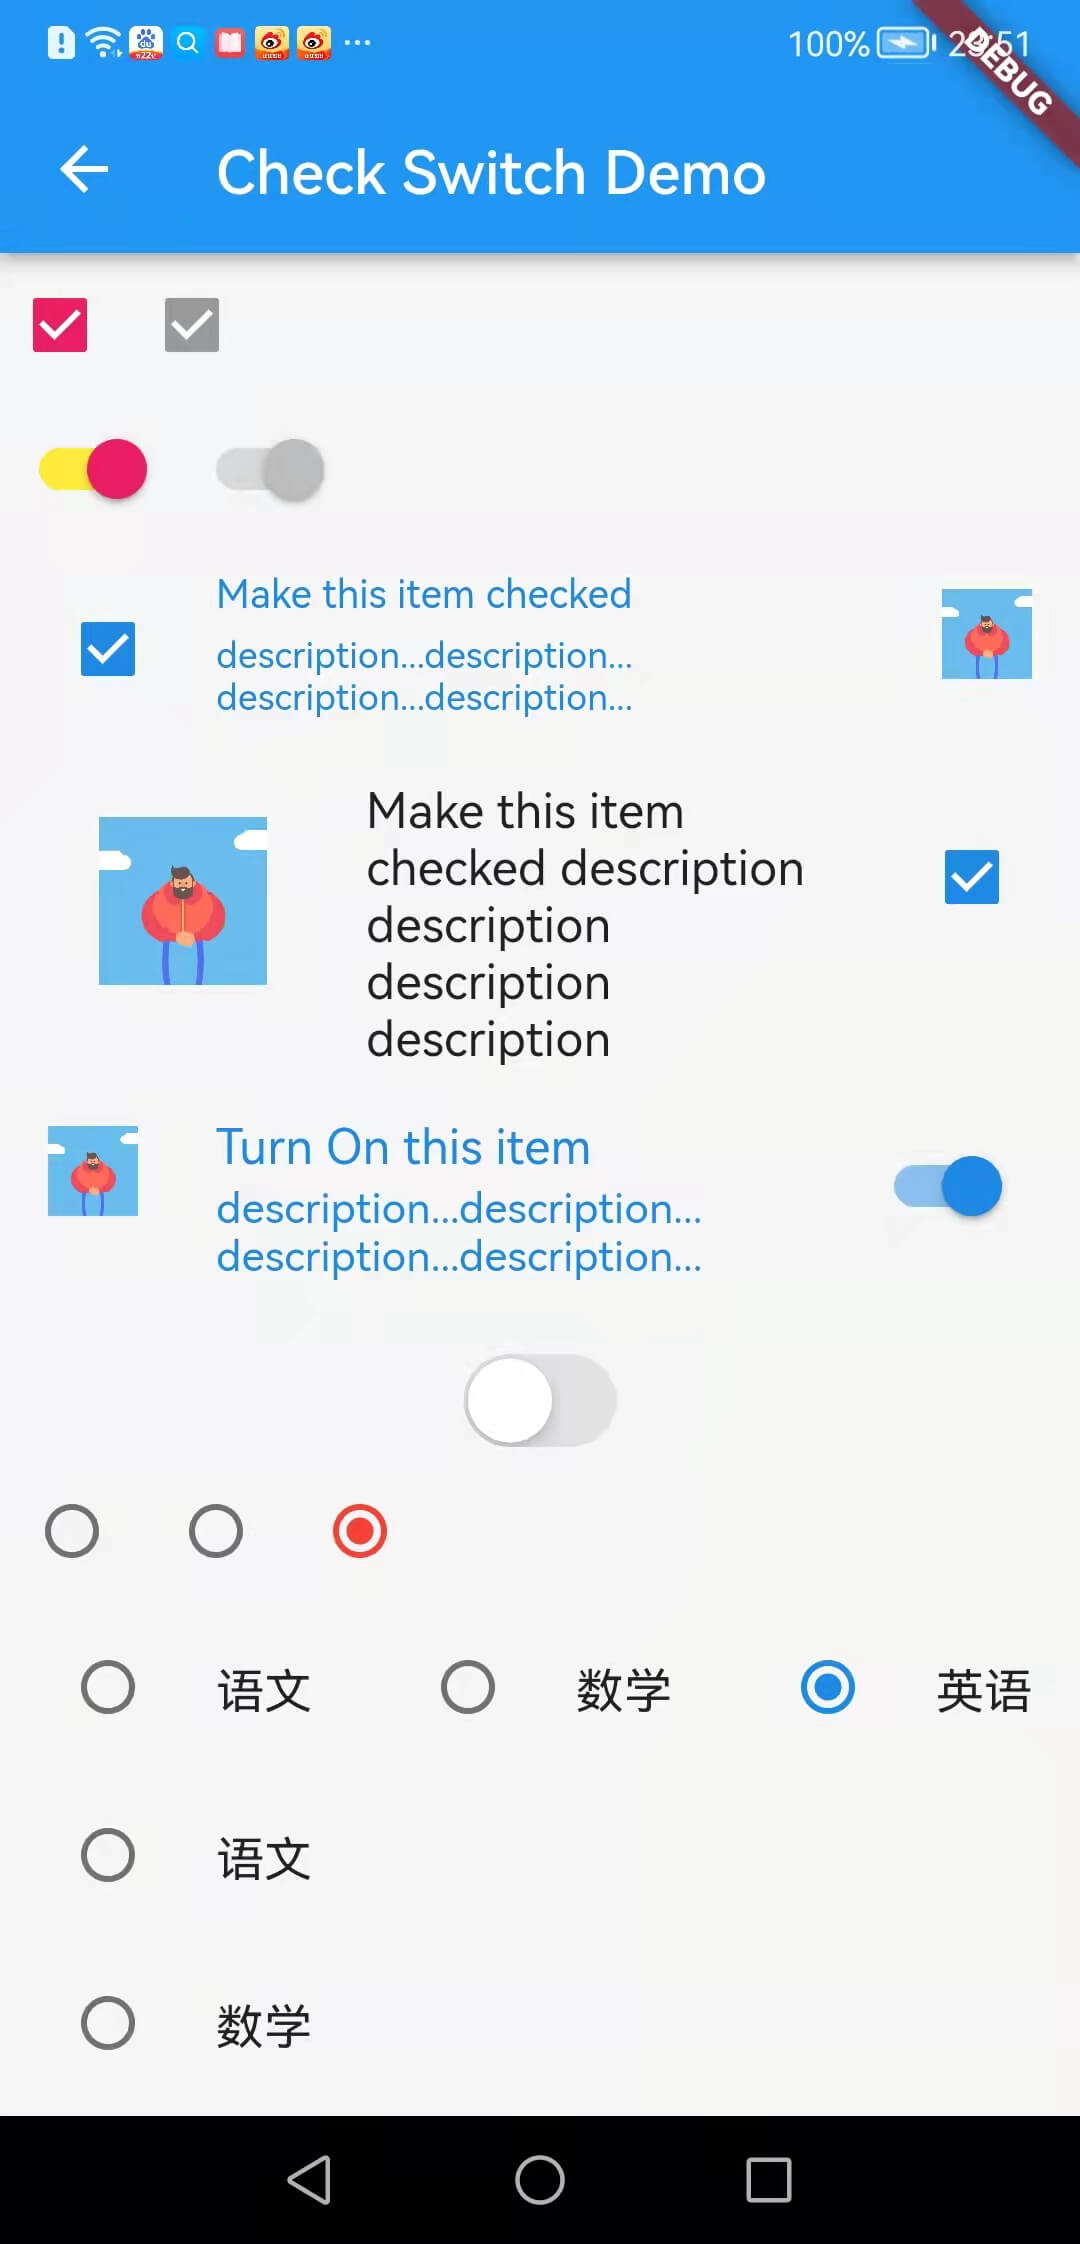 100%
DEBUG
Check Switch Demo
Make this item checked
description...description...
description...description...
Make this item
checked description
description
description
description
Turn On this item
description...description...
description...description...
语文 数学 英语
语文
数学